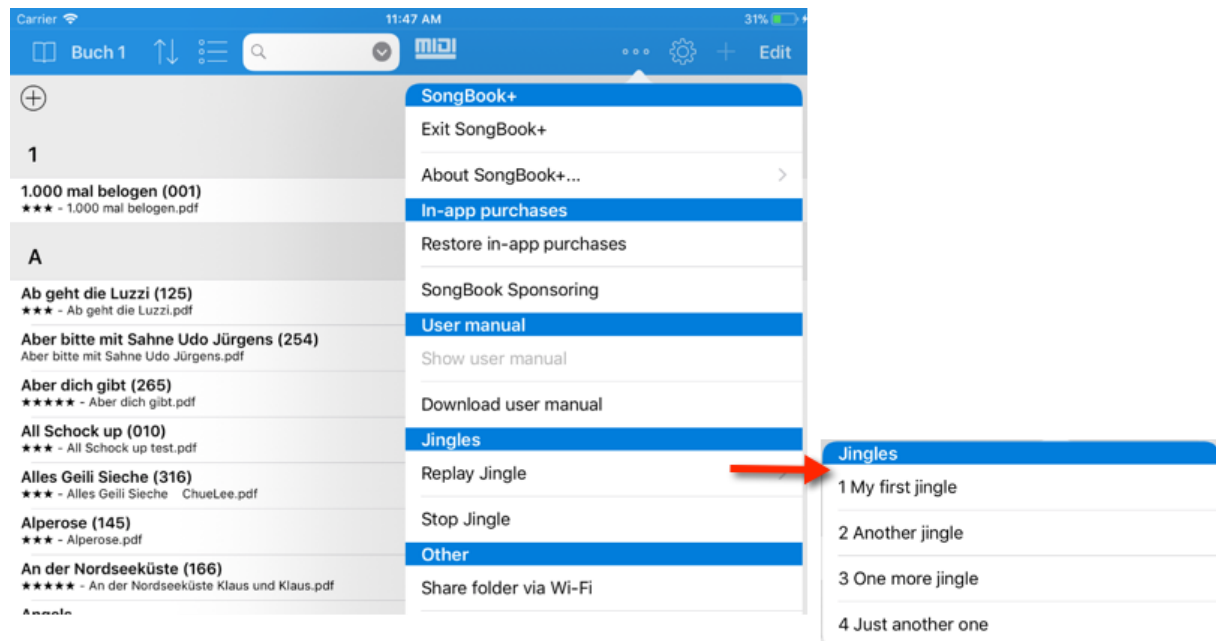 Carrier
11:47 AM
31%
Buch 1
MIDI
Edit
1
1.000 mal belogen (001)
★★★ - 1.000 mal belogen.pdf
A
Ab geht die Luzzi (125)
★★★ - Ab geht die Luzzi.pdf
Aber bitte mit Sahne Udo Jürgens (254)
Aber bitte mit Sahne Udo Jürgens.pdf
Aber dich gibt (265)
★★★★★ - Aber dich gibt.pdf
All Schock up (010)
★★★ - All Schock up test.pdf
Alles Geili Sieche (316)
★★★ - Alles Geili Sieche ChueLee.pdf
Alperose (145)
★★★ - Alperose.pdf
An der Nordseeküste (166)
★★★★★ - An der Nordseeküste Klaus und Klaus.pdf
Angels
SongBook+
Exit SongBook+
About SongBook+...
In-app purchases
Restore in-app purchases
SongBook Sponsoring
User manual
Show user manual
Download user manual
Jingles
Replay Jingle
Stop Jingle
Other
Share folder via Wi-Fi
Jingles
1 My first jingle
2 Another jingle
3 One more jingle
4 Just another one